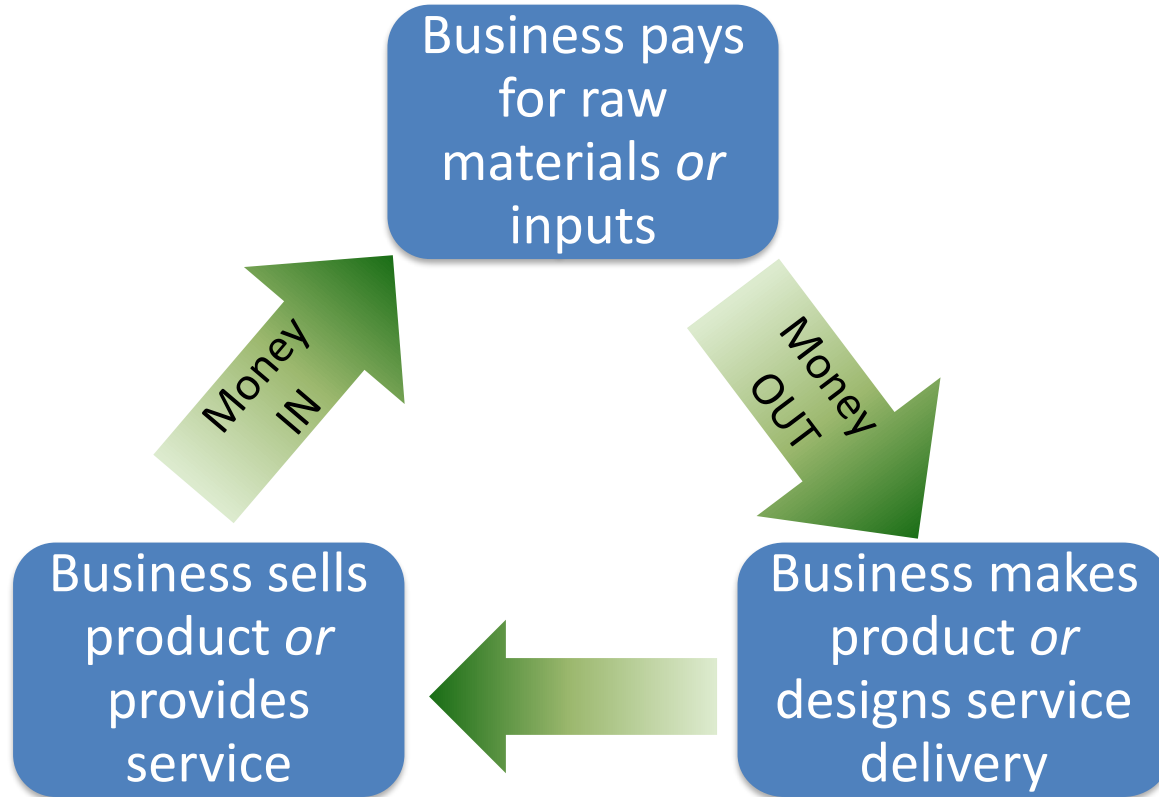 Business pays
for raw
materials or
inputs
Money
IN
Money
OUT
Business sells
product or
provides
service
Business makes
product or
designs service
delivery